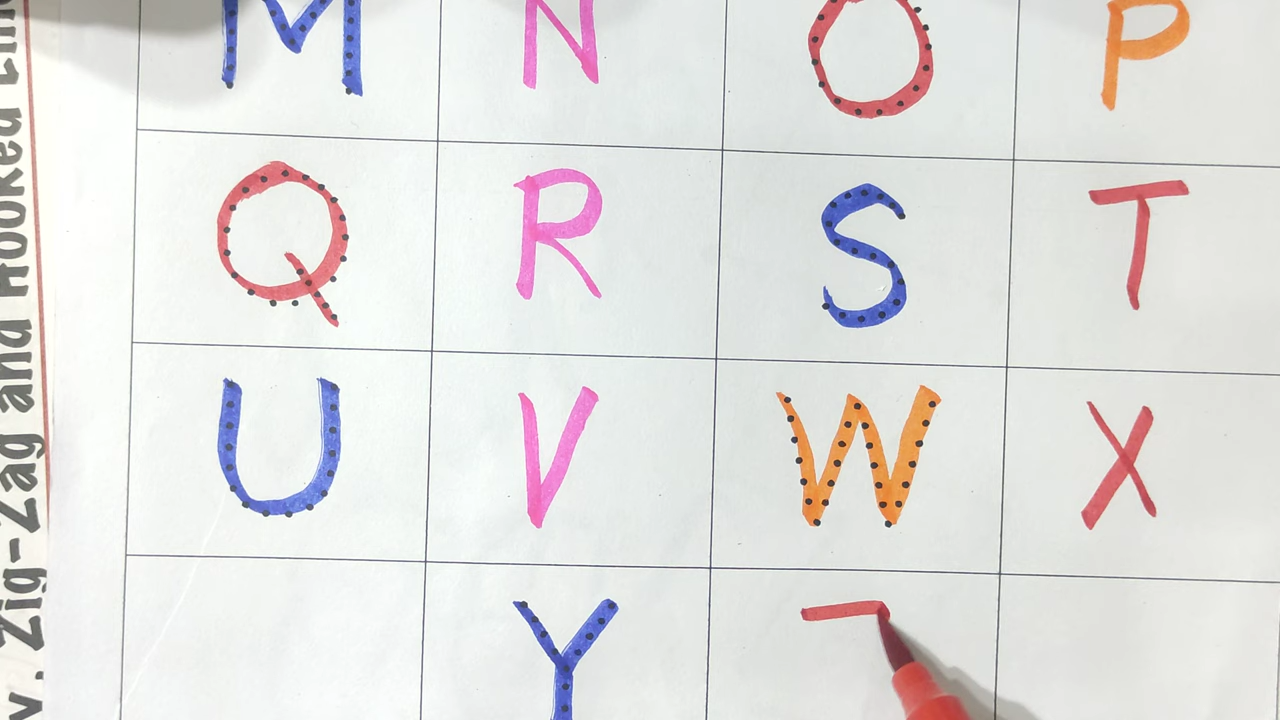 M N O P
Q R S T
U V W X
Y
V. Zig-Zag and Hooked